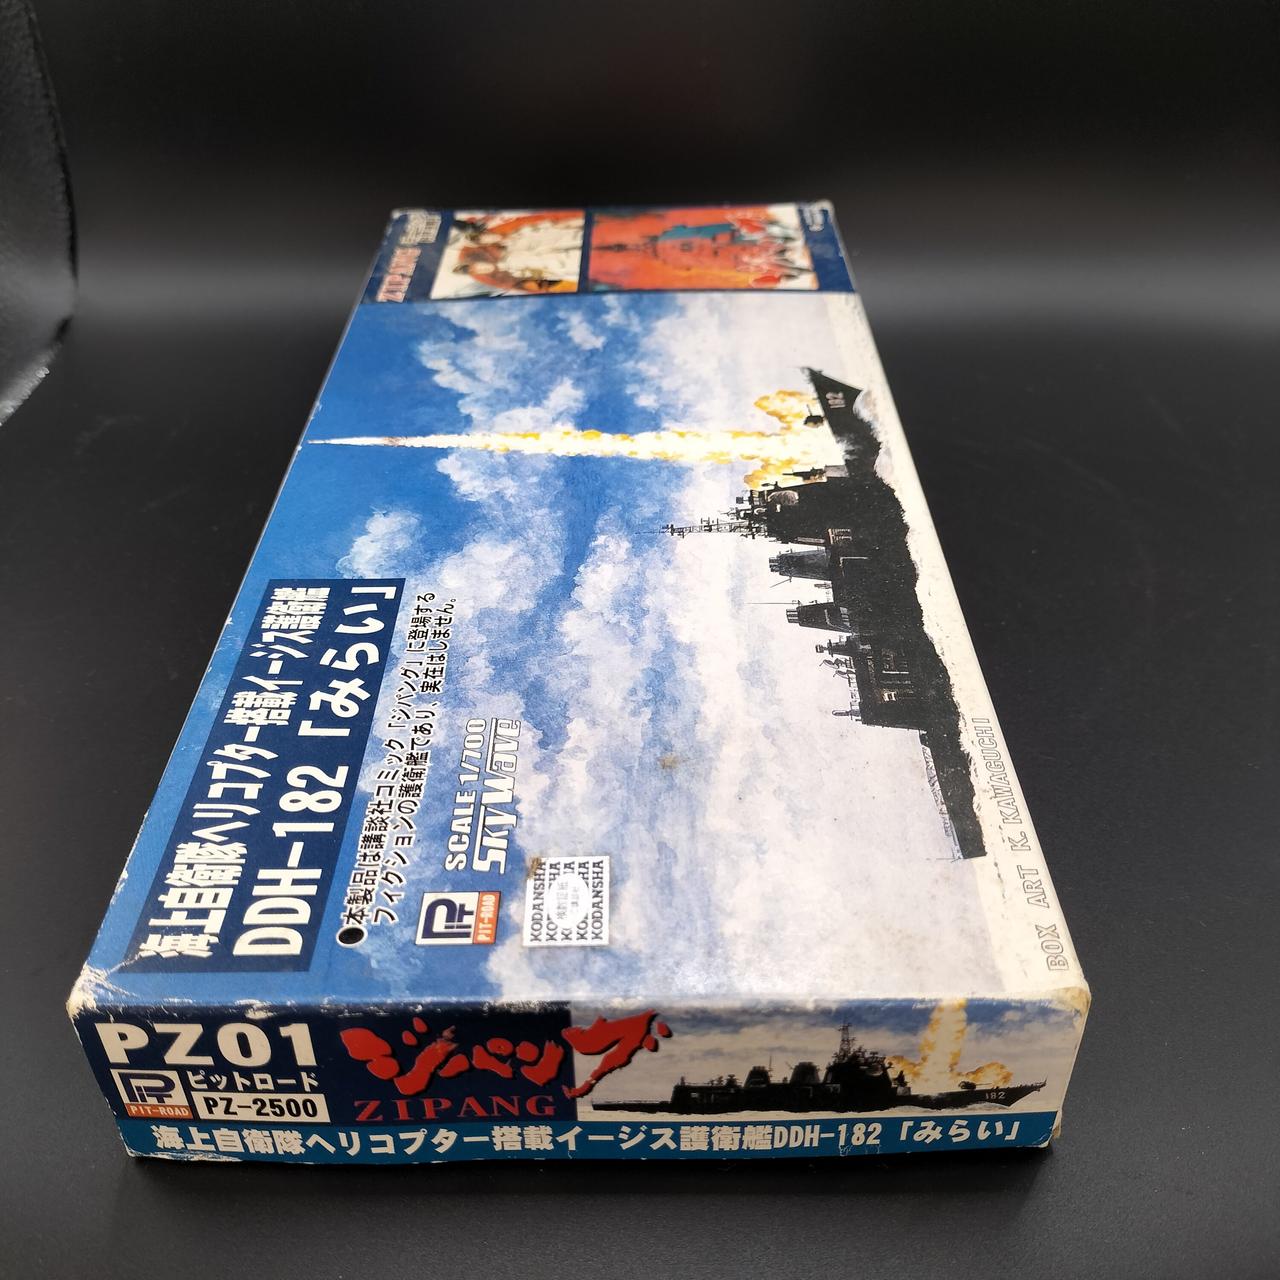 ZIPANG
海上自衛隊ヘリコプター搭載イージス護衛艦
DDH-182「みらい」
●本製品は講談社コミック「ジパング」に登場する
フィクションの護衛艦であり、実在はしません。
SCALE 1/700
SkyWave
PIT-ROAD
KODANSHA
KODANSHA
182
BOX ART K. KAWAGUCHI
PZ01
ジパング
ZIPANG
PIT-ROAD
ピットロード
PZ-2500
182
海上自衛隊ヘリコプター搭載イージス護衛艦DDH-182「みらい」